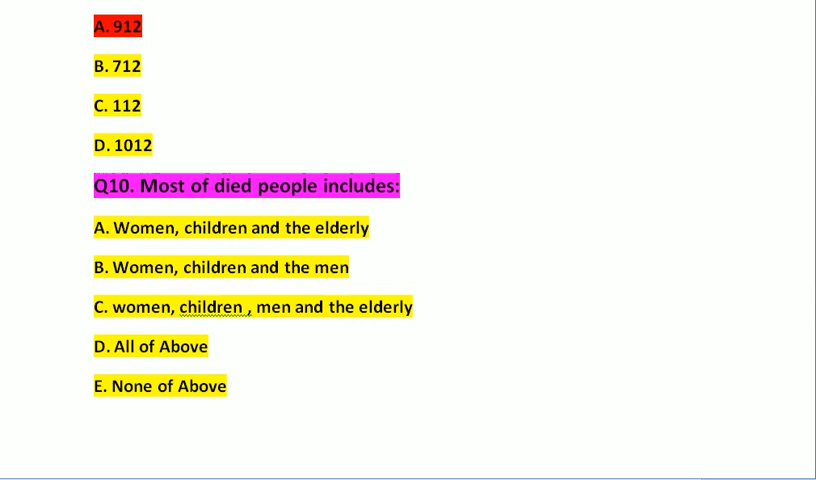 A. 912
B. 712
C. 112
D. 1012
Q10. Most of died people includes:
A. Women, children and the elderly
B. Women, children and the men
C. women, children , men and the elderly
D. All of Above
E. None of Above